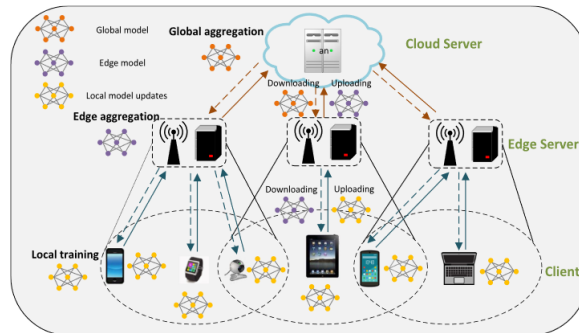 Global model
Edge model
Local model updates
Global aggregation
an
Cloud Server
Downloading
Uploading
Edge aggregation
Edge Server
Downloading
Uploading
Local training
Client